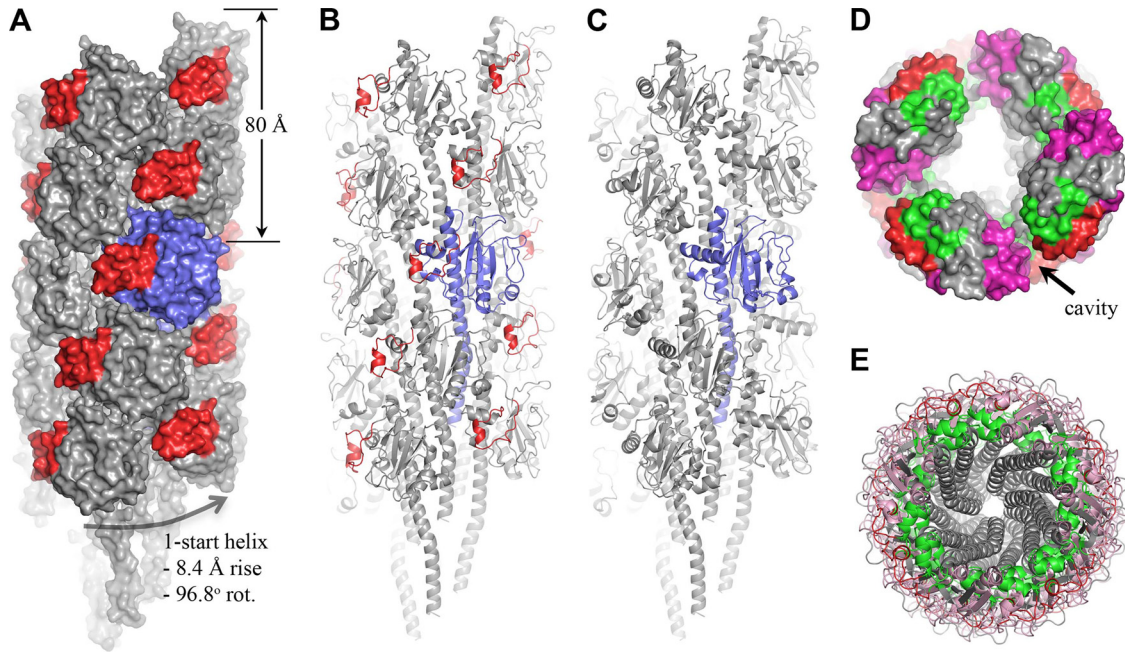 A
B
C
D
80 Å
cavity
E
1-start helix
- 8.4 Å rise
- 96.8° rot.